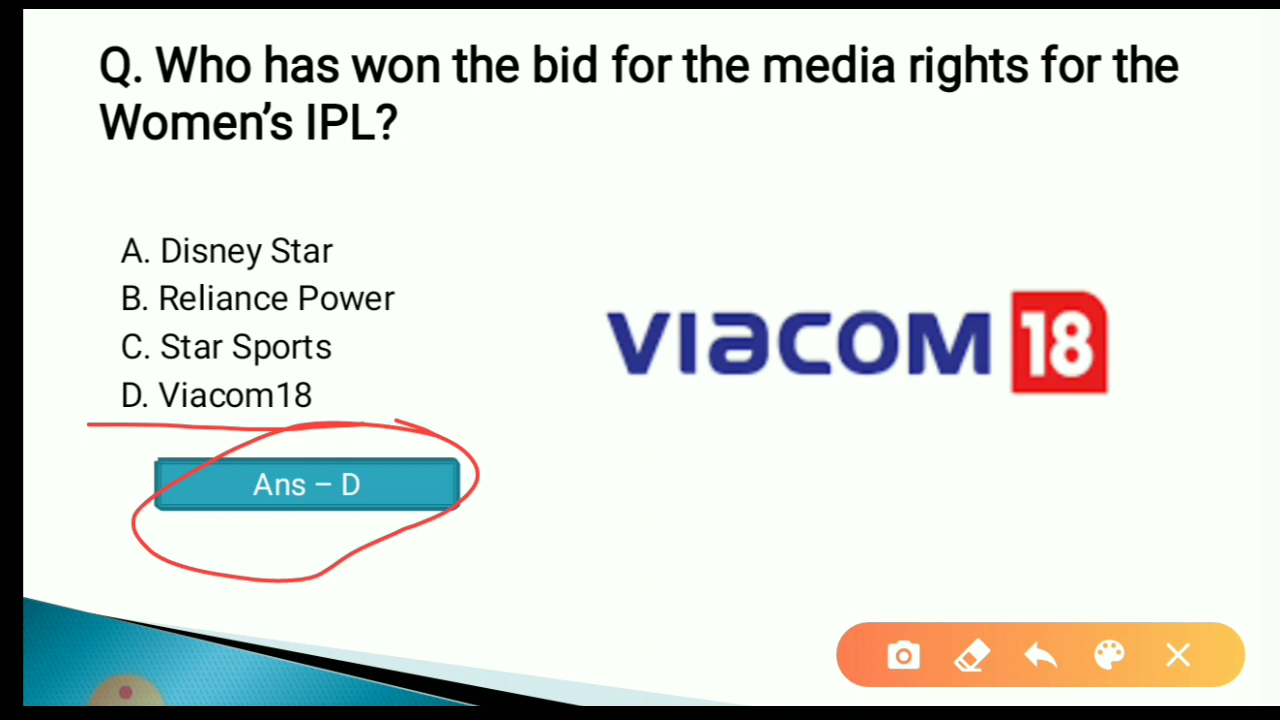 Q. Who has won the bid for the media rights for the
Women’s IPL?
A. Disney Star
B. Reliance Power
C. Star Sports
D. Viacom18
VIACOM 18
Ans – D